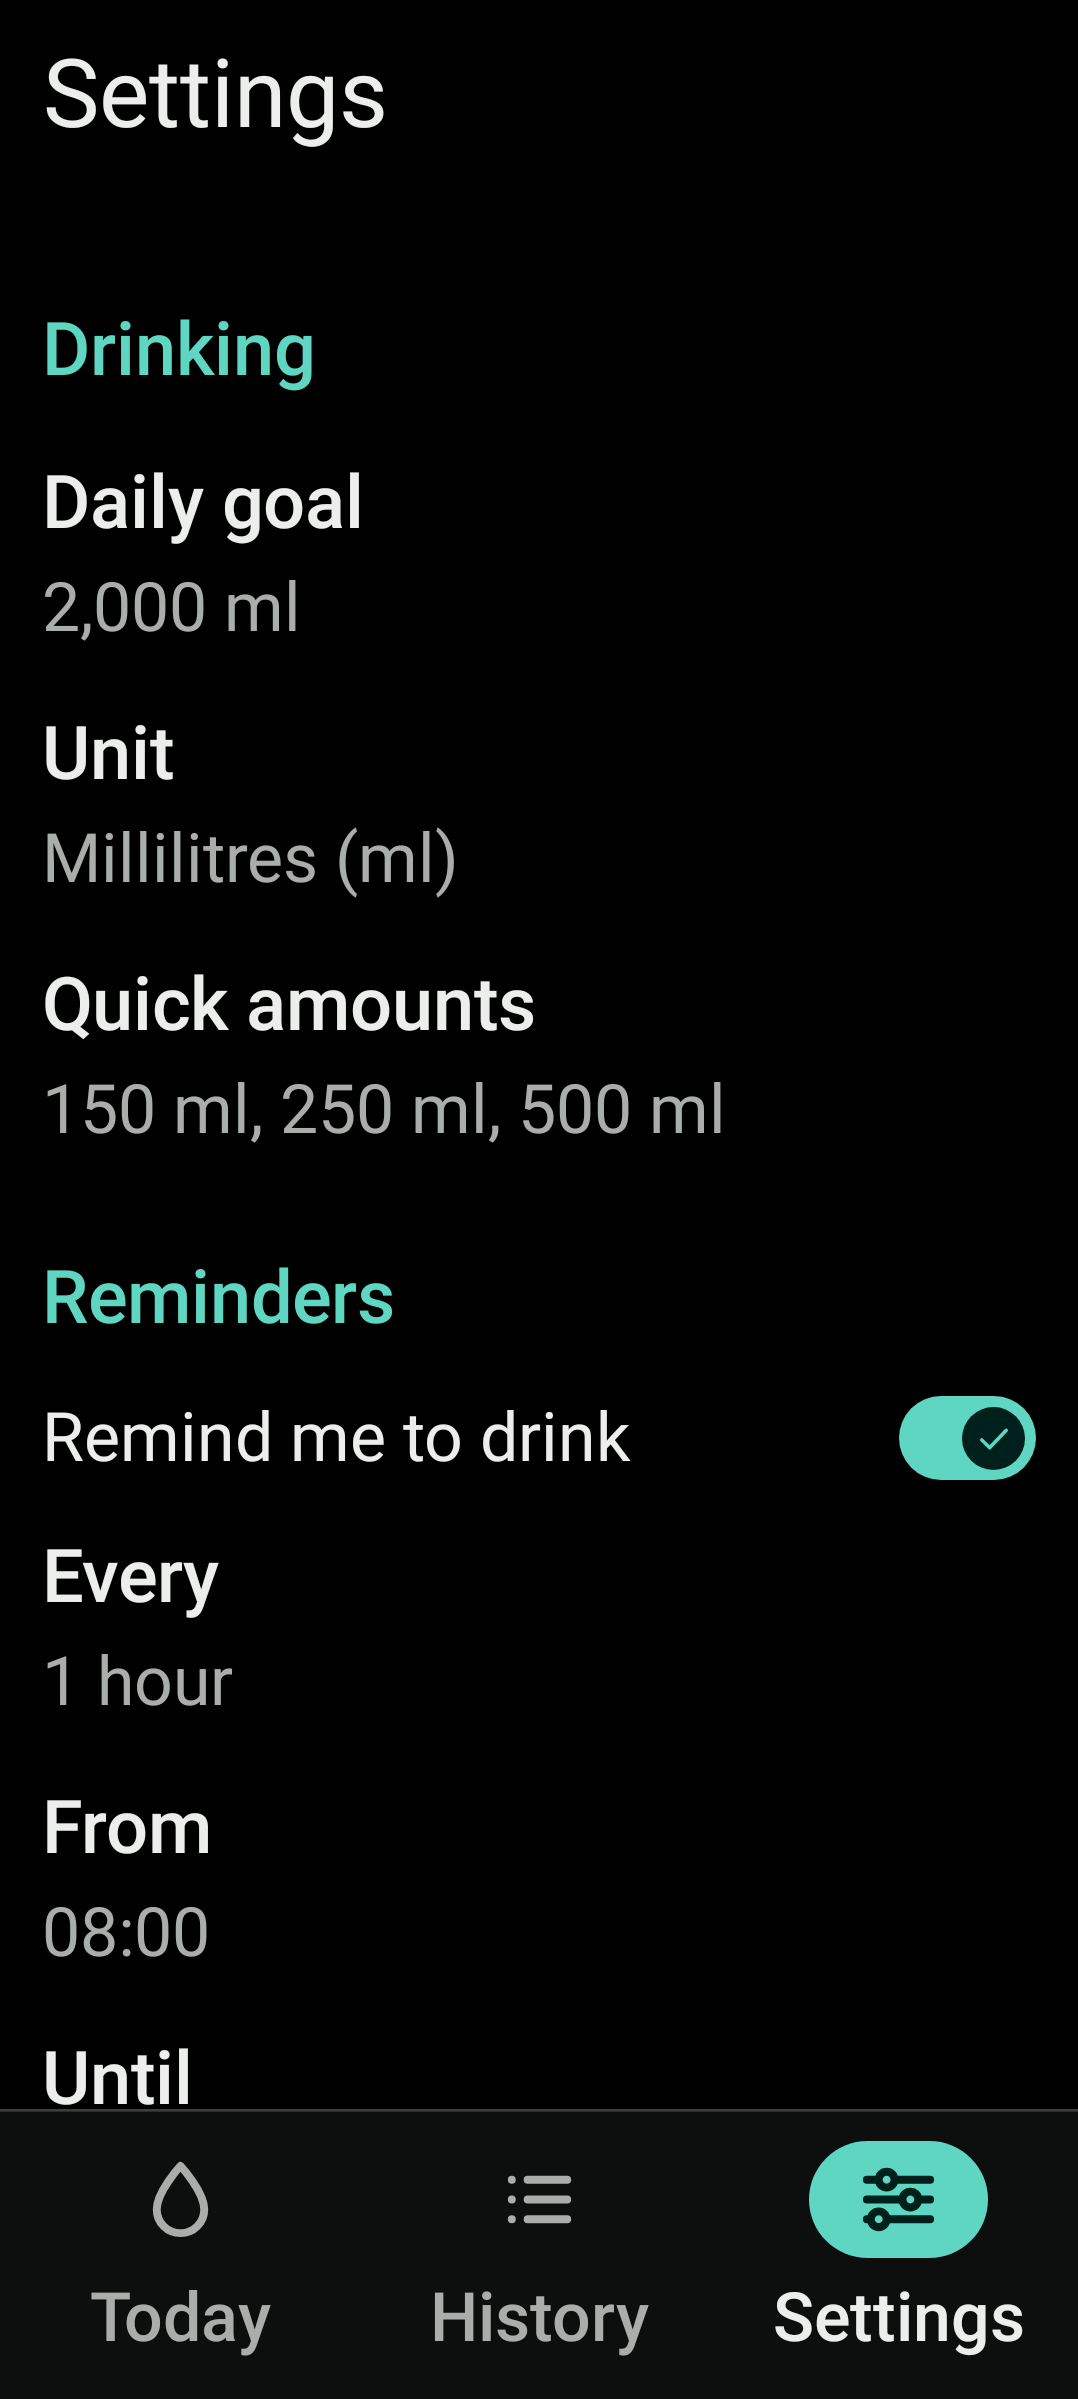 Settings
Drinking
Daily goal
2,000 ml
Unit
Millilitres (ml)
Quick amounts
150 ml, 250 ml, 500 ml
Reminders
Remind me to drink
Every
1 hour
From
08:00
Until
Today
History
Settings